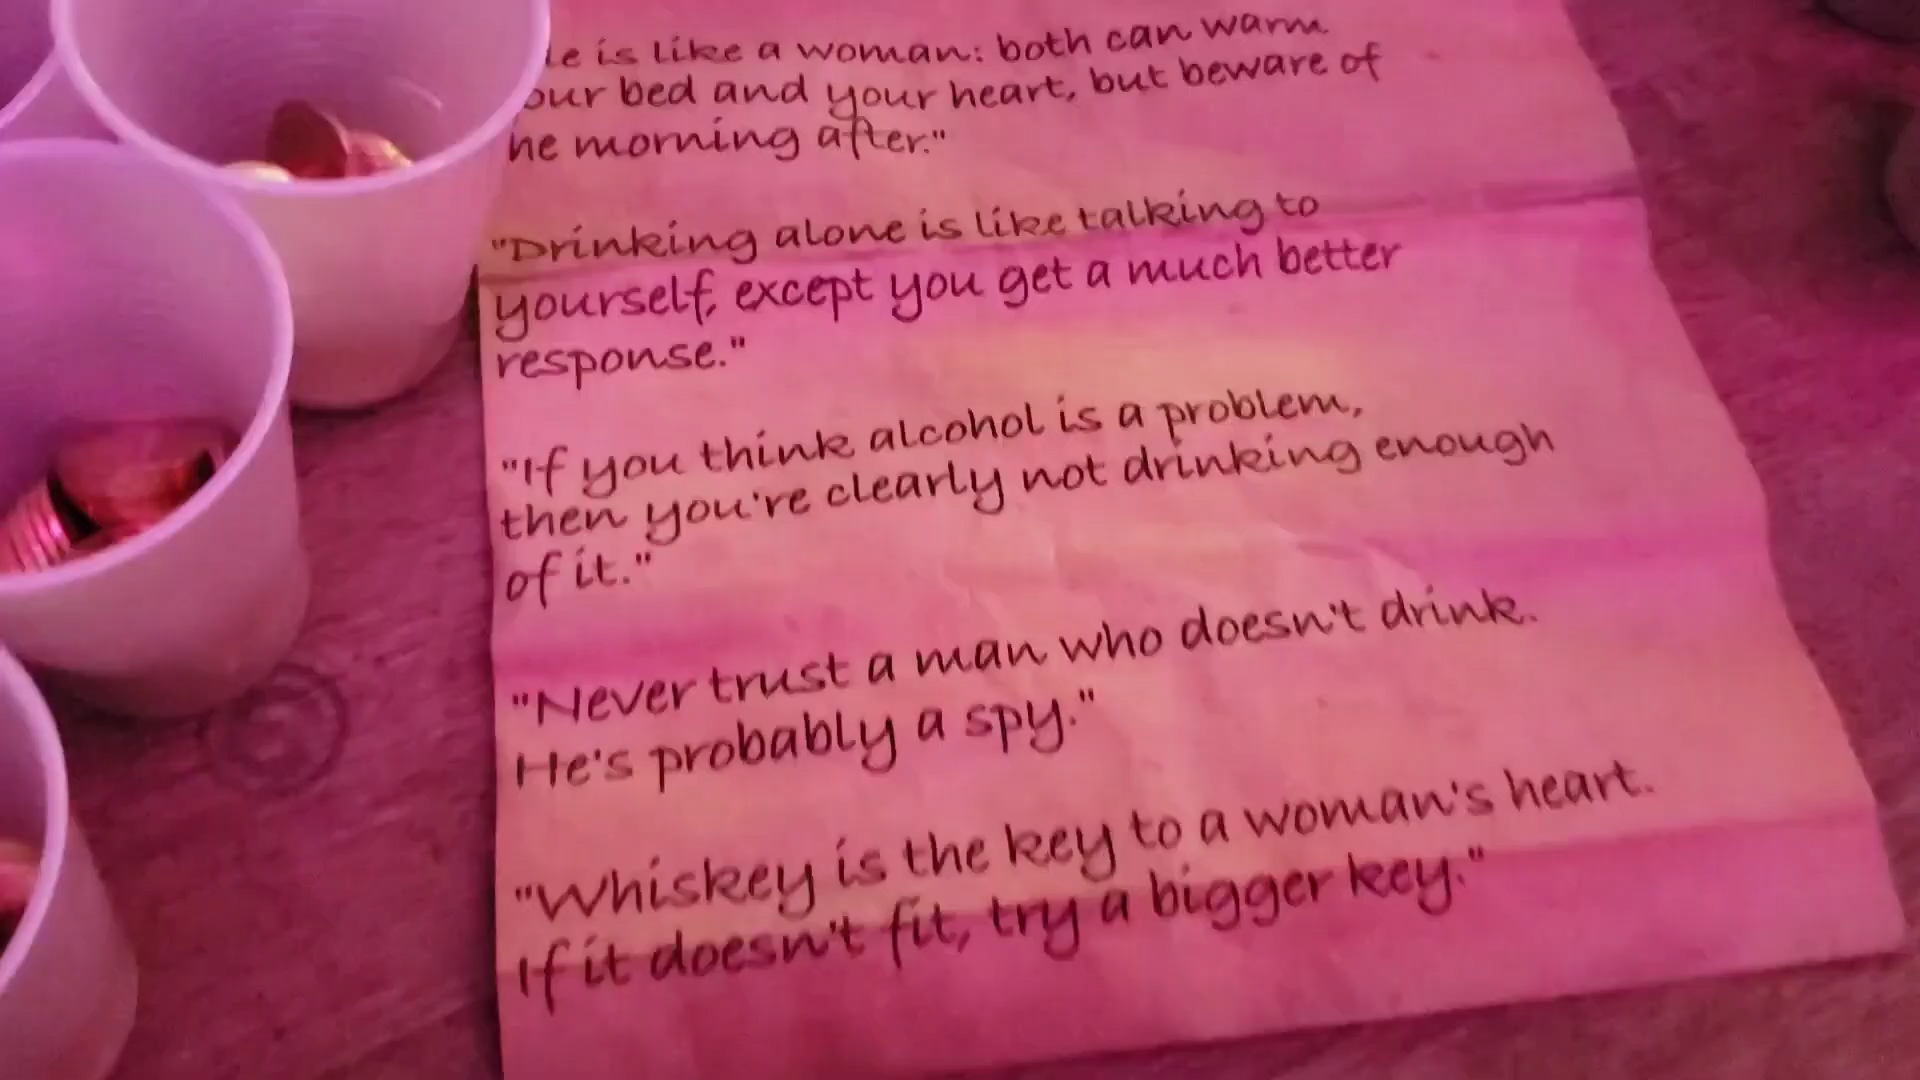 is like a woman: both can warm
bed and your heart, but beware of
morning after."
"Drinking alone is like talking to
yourself, except you get a much better
response."
"If you think alcohol is a problem,
then you're clearly not drinking enough
of it."
"Never trust a man who doesn't drink.
He's probably a spy."
"Whiskey is the key to a woman's heart.
If it doesn't fit, try a bigger key."